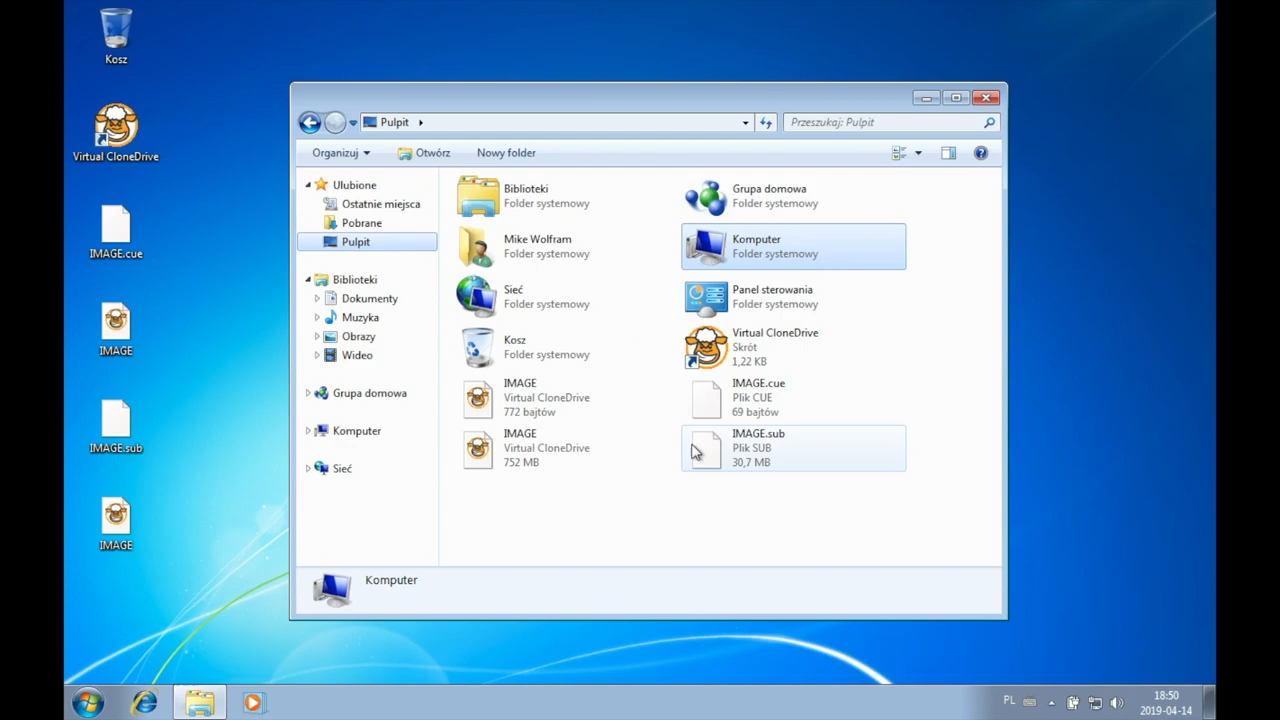 Kosz
Virtual CloneDrive
IMAGE.cue
IMAGE
IMAGE.sub
IMAGE
Pulpit
Przeszukaj: Pulpit
Organizuj
Otwórz
Nowy folder
Ulubione
Ostatnie miejsca
Pobrane
Pulpit
Biblioteki
Dokumenty
Muzyka
Obrazy
Wideo
Grupa domowa
Komputer
Sieć
Biblioteki
Folder systemowy
Grupa domowa
Folder systemowy
Mike Wolfram
Folder systemowy
Komputer
Folder systemowy
Sieć
Folder systemowy
Panel sterowania
Folder systemowy
Kosz
Folder systemowy
Virtual CloneDrive
Skrót
1,22 KB
IMAGE
Virtual CloneDrive
772 bajtów
IMAGE.cue
Plik CUE
69 bajtów
IMAGE
Virtual CloneDrive
752 MB
IMAGE.sub
Plik SUB
30,7 MB
Komputer
PL
18:50
2019-04-14